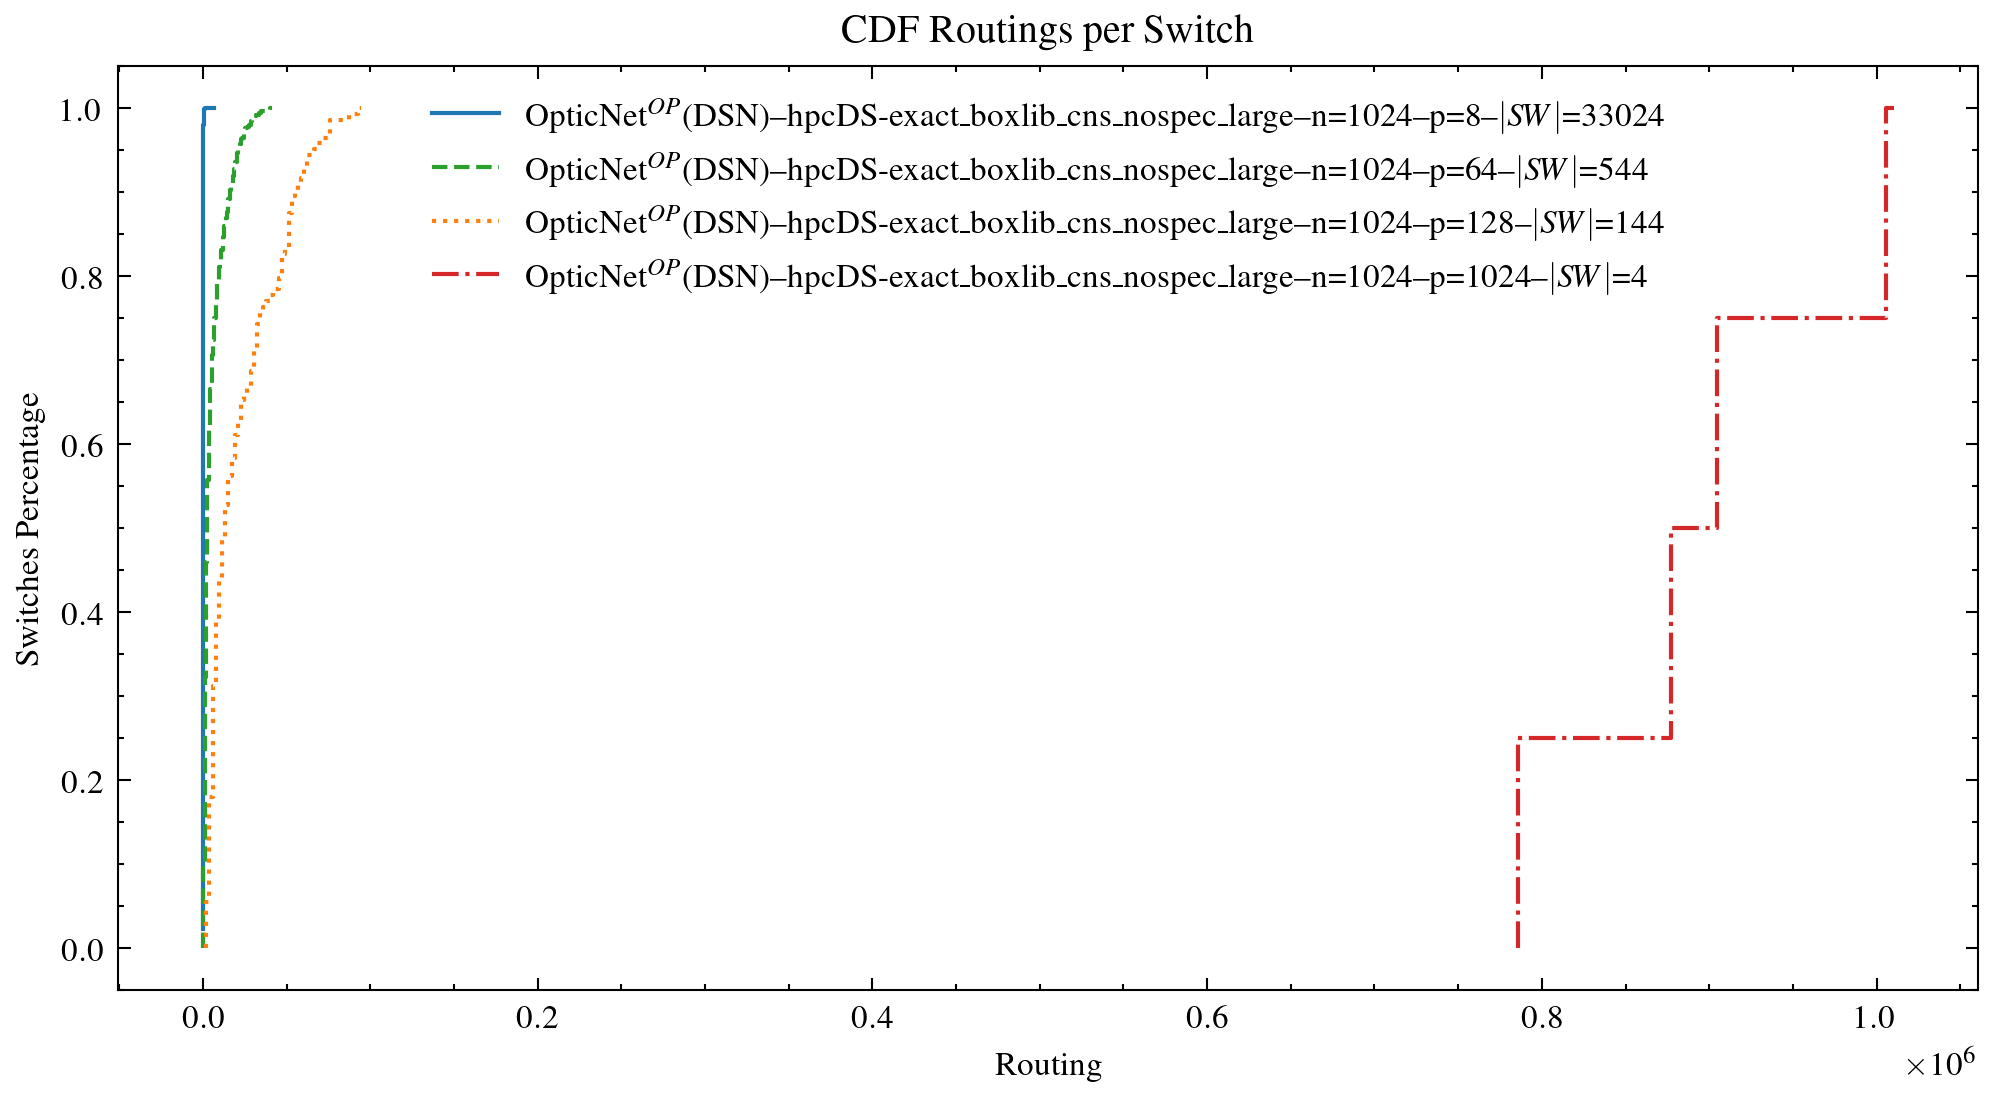 CDF Routings per Switch
OpticNet^OP(DSN)–hpcDS-exact_boxlib_cns_nospec_large–n=1024–p=8–|SW|=33024
OpticNet^OP(DSN)–hpcDS-exact_boxlib_cns_nospec_large–n=1024–p=64–|SW|=544
OpticNet^OP(DSN)–hpcDS-exact_boxlib_cns_nospec_large–n=1024–p=128–|SW|=144
OpticNet^OP(DSN)–hpcDS-exact_boxlib_cns_nospec_large–n=1024–p=1024–|SW|=4
Switches Percentage
1.0
0.8
0.6
0.4
0.2
0.0
0.0 0.2 0.4 0.6 0.8 1.0
Routing
×10^6